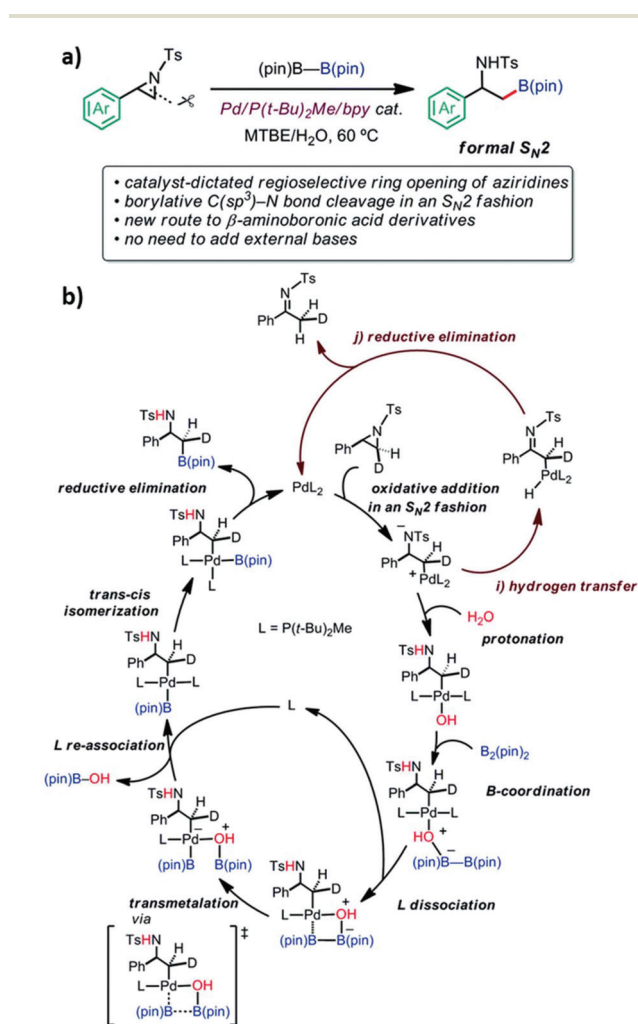 a)
Ts
N
Ar
(pin)B—B(pin)
Pd/P(t-Bu)2Me/bpy cat.
MTBE/H2O, 60 ºC
NHTs
B(pin)
Ar
formal SN2
• catalyst-dictated regioselective ring opening of aziridines
• borylative C(sp3)–N bond cleavage in an SN2 fashion
• new route to β-aminoboronic acid derivatives
• no need to add external bases
b)
Ts
N
H
Ph
D
H
j) reductive elimination
TsHN
H
Ph
D
B(pin)
reductive elimination
Ts
N
Ph
H
D
PdL2
oxidative addition
in an SN2 fashion
Ts
N
H
Ph
D
PdL2
H
− NTs
H
Ph
D
+ PdL2
i) hydrogen transfer
TsHN
H
Ph
D
L—Pd—B(pin)
L
trans-cis
isomerization
L = P(t-Bu)2Me
H2O
protonation
TsHN
H
Ph
D
L—Pd—L
OH
TsHN
H
Ph
D
L—Pd—L
(pin)B
L
L re-association
B2(pin)2
B-coordination
(pin)B–OH
TsHN
H
Ph
D
L—Pd—L
HO +
−
(pin)B—B(pin)
TsHN
H
Ph
D
− +
L—Pd—OH
(pin)B B(pin)
L dissociation
TsHN
H
Ph
D
+
L—Pd—OH
−
(pin)B—B(pin)
transmetalation
via
TsHN
H
Ph
D
L—Pd—OH
(pin)B B(pin)
‡